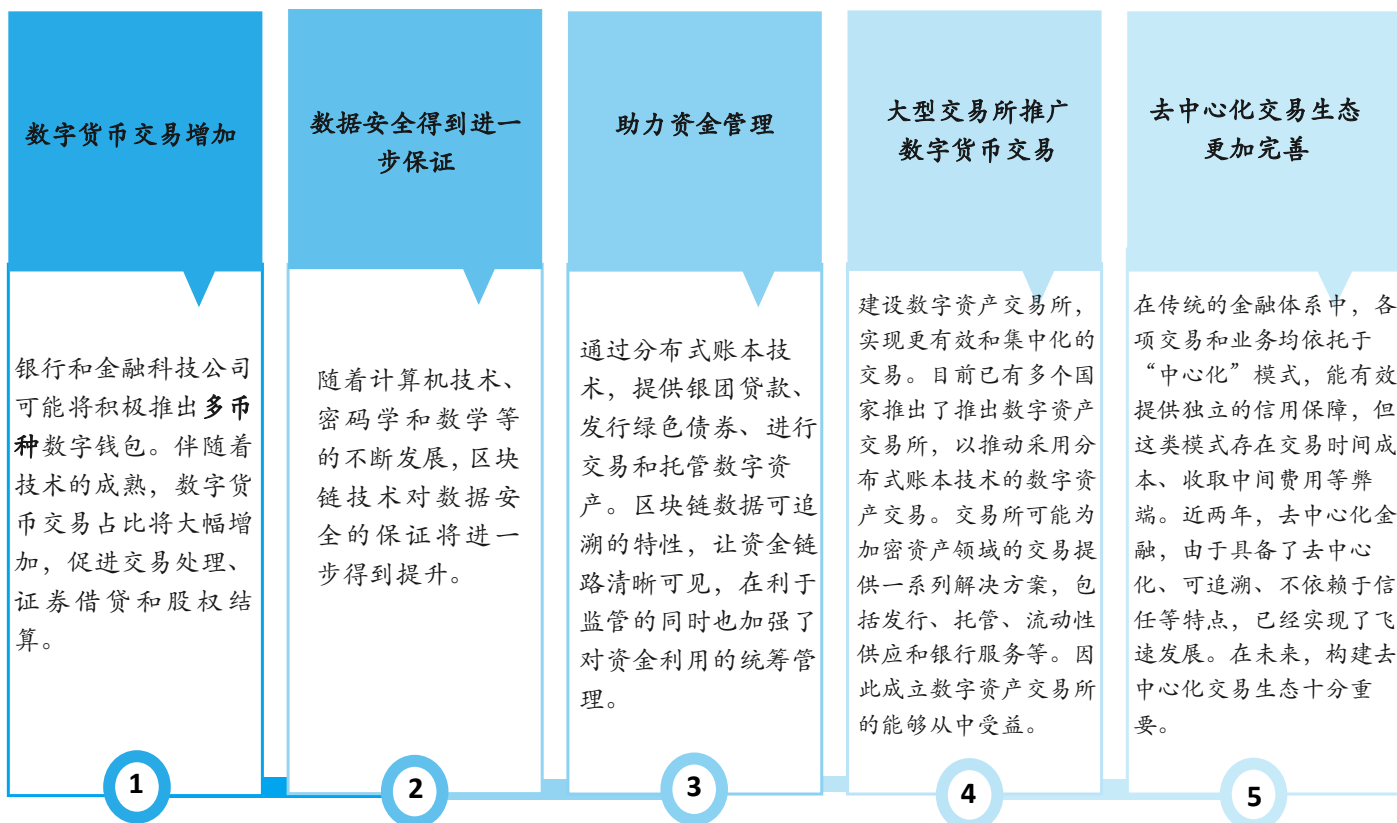 数字货币交易增加
银行和金融科技公司
可能将积极推出多币
种数字钱包。伴随着
技术的成熟，数字货
币交易占比将大幅增
加，促进交易处理、
证券借贷和股权结
算。
1
数据安全得到进一
步保证
随着计算机技术、
密码学和数学等
的不断发展，区块
链技术对数据安
全的保证将进一
步得到提升。
2
助力资金管理
通过分布式账本技
术，提供银团贷款、
发行绿色债券、进行
交易和托管数字资
产。区块链数据可追
溯的特性，让资金链
路清晰可见，在利于
监管的同时也加强了
对资金利用的统筹管
理。
3
大型交易所推广
数字货币交易
建设数字资产交易所，
实现更有效和集中化的
交易。目前已有多个国
家推出了推出数字资产
交易所，以推动采用分
布式账本技术的数字资
产交易。交易所可能为
加密资产领域的交易提
供一系列解决方案，包
括发行、托管、流动性
供应和银行服务等。因
此成立数字资产交易所
的能够从中受益。
4
去中心化交易生态
更加完善
在传统的金融体系中，各
项交易和业务均依托于
“中心化”模式，能有效
提供独立的信用保障，但
这类模式存在交易时间成
本、收取中间费用等弊
端。近两年，去中心化金
融，由于具备了去中心
化、可追溯、不依赖于信
任等特点，已经实现了飞
速发展。在未来，构建去
中心化交易生态十分重
要。
5